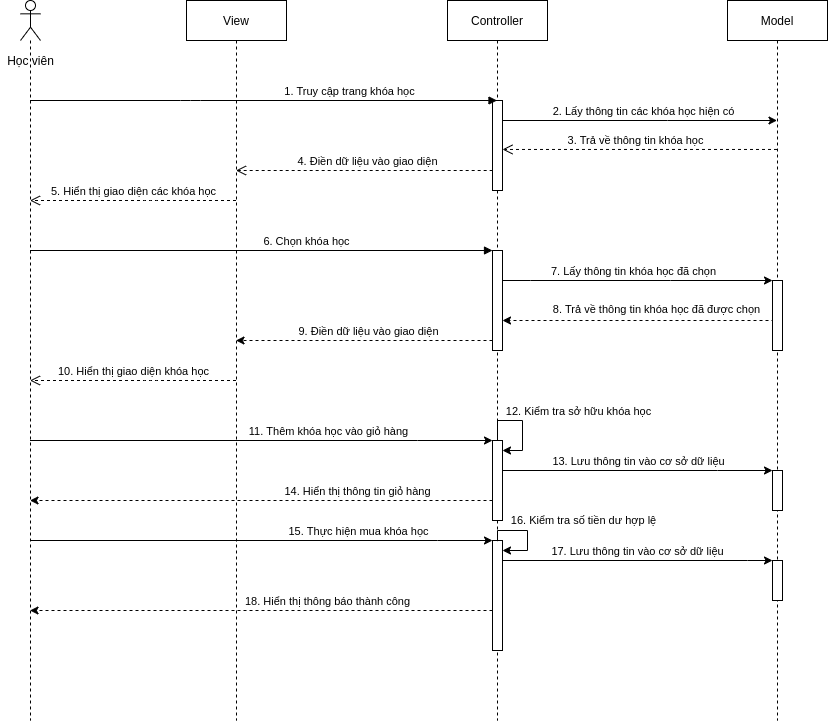 View
Controller
Model
Học viên
1. Truy cập trang khóa học
2. Lấy thông tin các khóa học hiện có
3. Trả về thông tin khóa học
4. Điền dữ liệu vào giao diện
5. Hiển thị giao diện các khóa học
6. Chọn khóa học
7. Lấy thông tin khóa học đã chọn
8. Trả về thông tin khóa học đã được chọn
9. Điền dữ liệu vào giao diện
10. Hiển thị giao diện khóa học
11. Thêm khóa học vào giỏ hàng
12. Kiểm tra sở hữu khóa học
13. Lưu thông tin vào cơ sở dữ liệu
14. Hiển thị thông tin giỏ hàng
15. Thực hiện mua khóa học
16. Kiểm tra số tiền dư hợp lệ
17. Lưu thông tin vào cơ sở dữ liệu
18. Hiển thị thông báo thành công